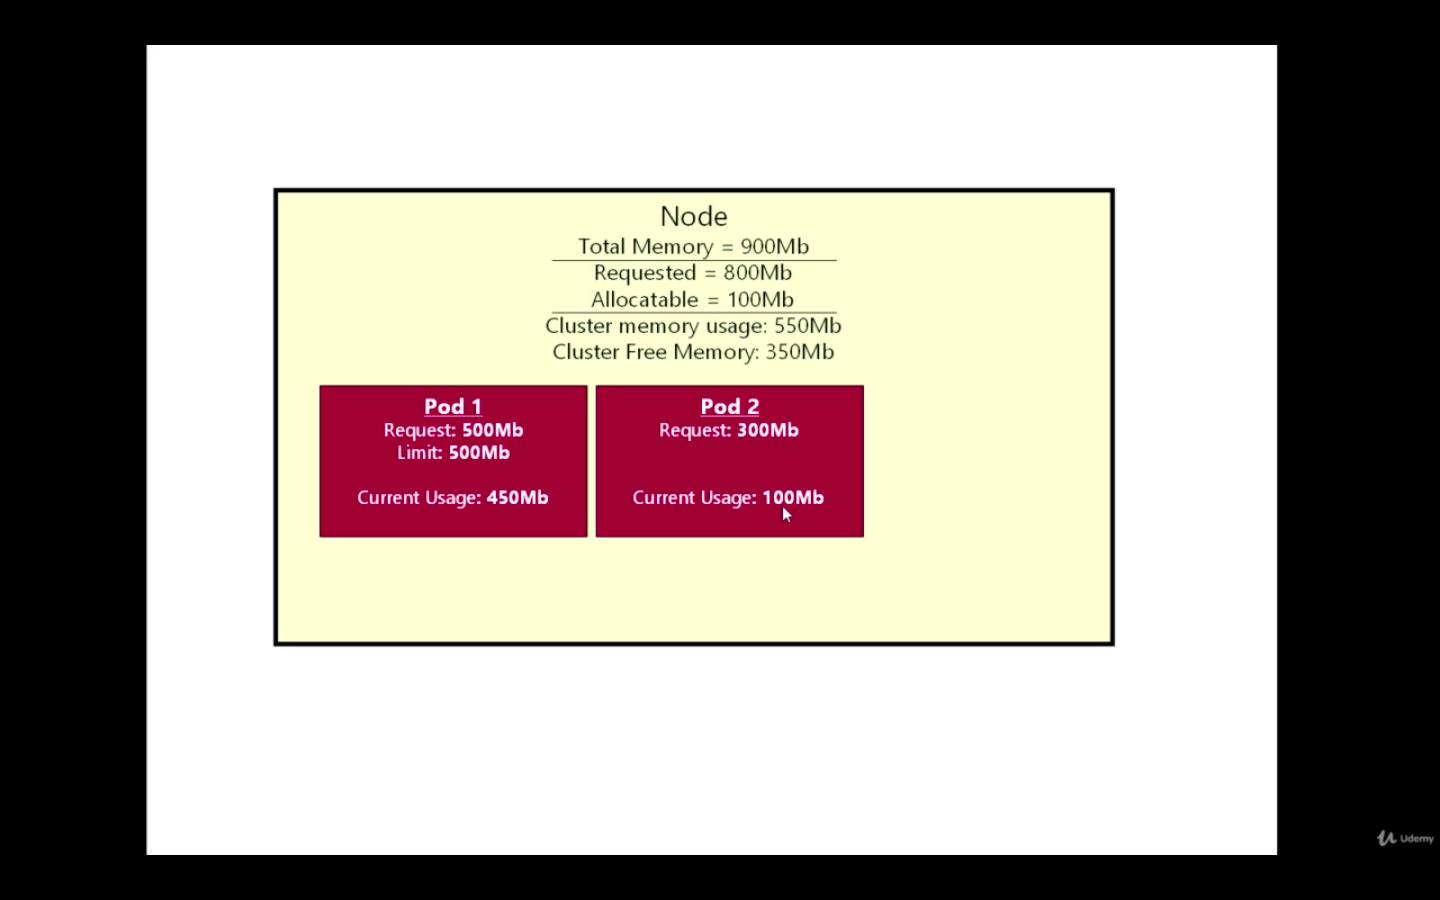 Node
Total Memory = 900Mb
Requested = 800Mb
Allocatable = 100Mb
Cluster memory usage: 550Mb
Cluster Free Memory: 350Mb
Pod 1
Request: 500Mb
Limit: 500Mb
Current Usage: 450Mb
Pod 2
Request: 300Mb
Current Usage: 100Mb
Udemy